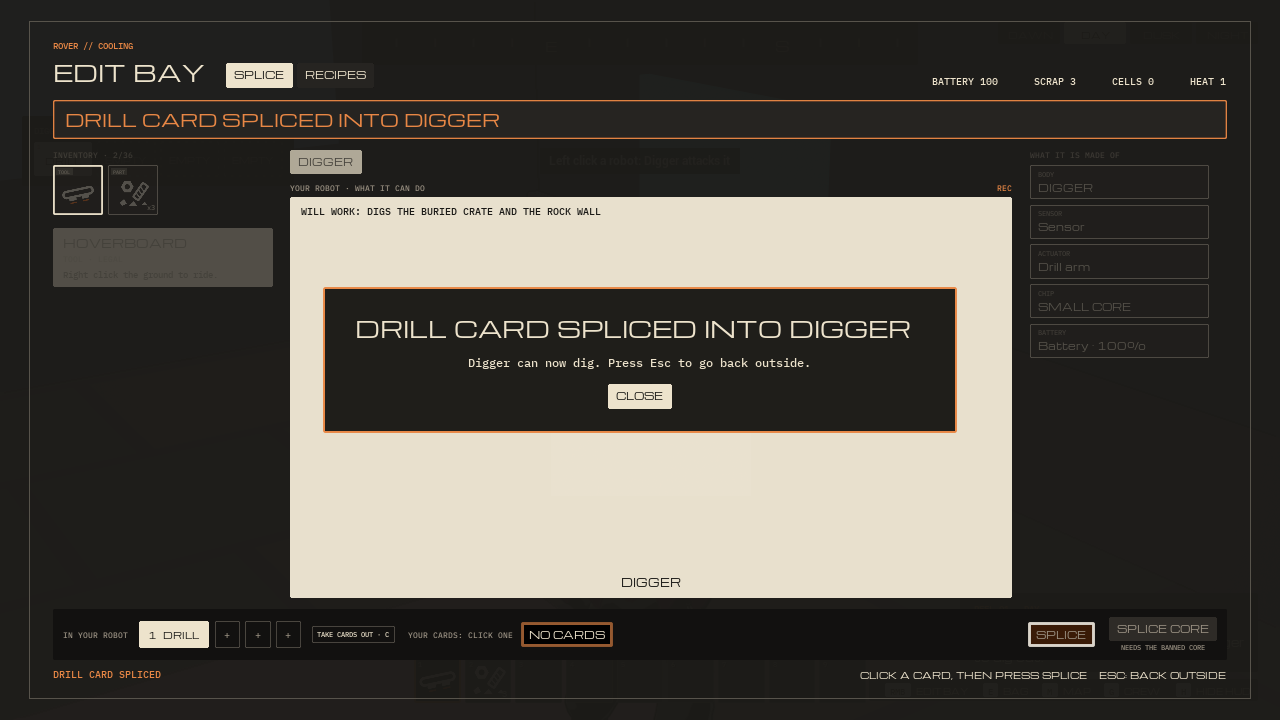 ROVER // COOLING
EDIT BAY
SPLICE
RECIPES
BATTERY 100
SCRAP 3
CELLS 0
HEAT 1
DRILL CARD SPLICED INTO DIGGER
INVENTORY · 2/36
TOOL
PART
x3
HOVERBOARD
Right click the ground to ride.
DIGGER
YOUR ROBOT · WHAT IT CAN DO
REC
WILL WORK: DIGS THE BURIED CRATE AND THE ROCK WALL
DRILL CARD SPLICED INTO DIGGER
Digger can now dig. Press Esc to go back outside.
CLOSE
DIGGER
WHAT IT IS MADE OF
BODY
DIGGER
SENSOR
Sensor
ACTUATOR
Drill arm
CHIP
SMALL CORE
BATTERY
Battery · 100%
IN YOUR ROBOT
1 DRILL
+
+
+
TAKE CARDS OUT · C
YOUR CARDS: CLICK ONE
NO CARDS
SPLICE
SPLICE CORE
NEEDS THE BANNED CORE
DRILL CARD SPLICED
CLICK A CARD, THEN PRESS SPLICE
ESC: BACK OUTSIDE